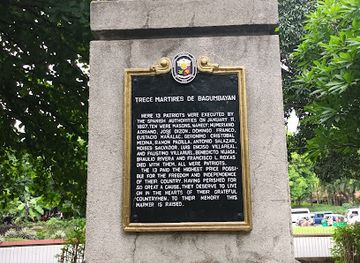 TRECE MARTIRES DE BAGUMBAYAN
HERE 13 PATRIOTS WERE EXECUTED BY
THE SPANISH AUTHORITIES ON JANUARY 11,
1897. TEN WERE MASONS, NAMELY, NUMERIANO
ADRIANO, JOSE DIZON, DOMINGO FRANCO,
EUSTACIO MAÑALAC, GERONIMO CRISTOBAL
MEDINA, RAMON PADILLA, ANTONIO SALAZAR,
MOISES SALVADOR, LUIS ENCISO VILLAREAL
AND FAUSTINO VILLARUEL. BENEDICTO NIJAGA,
BRAULIO RIVERA AND FRANCISCO L. ROXAS
DIED WITH THEM. ALL WERE PATRIOTS.
THE 13 PAID THE HIGHEST PRICE POSSI-
BLE FOR THE FREEDOM AND INDEPENDENCE
OF THEIR COUNTRY. HAVING PERISHED FOR
SO GREAT A CAUSE, THEY DESERVE TO LIVE
ON IN THE HEARTS OF THEIR GRATEFUL
COUNTRYMEN. TO THEIR MEMORY THIS
MARKER IS RAISED.